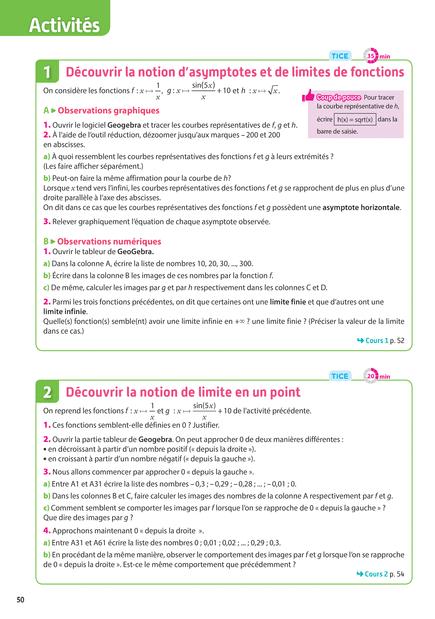 Activités
TICE 35 min
1 Découvrir la notion d'asymptotes et de limites de fonctions
On considère les fonctions f : x ↦ 1/x, g : x ↦ sin(5x)/x + 10 et h : x ↦ √x.
Coup de pouce Pour tracer
la courbe représentative de h,
écrire h(x) = sqrt(x) dans la
barre de saisie.
A ▸ Observations graphiques
1. Ouvrir le logiciel Geogebra et tracer les courbes représentatives de f, g et h.
2. À l'aide de l'outil réduction, dézoomer jusqu'aux marques – 200 et 200
en abscisses.
a) À quoi ressemblent les courbes représentatives des fonctions f et g à leurs extrémités ?
(Les faire afficher séparément.)
b) Peut-on faire la même affirmation pour la courbe de h?
Lorsque x tend vers l'infini, les courbes représentatives des fonctions f et g se rapprochent de plus en plus d'une
droite parallèle à l'axe des abscisses.
On dit dans ce cas que les courbes représentatives des fonctions f et g possèdent une asymptote horizontale.
3. Relever graphiquement l'équation de chaque asymptote observée.
B ▸ Observations numériques
1. Ouvrir le tableur de GeoGebra.
a) Dans la colonne A, écrire la liste de nombres 10, 20, 30, ..., 300.
b) Écrire dans la colonne B les images de ces nombres par la fonction f.
c) De même, calculer les images par g et par h respectivement dans les colonnes C et D.
2. Parmi les trois fonctions précédentes, on dit que certaines ont une limite finie et que d'autres ont une
limite infinie.
Quelle(s) fonction(s) semble(nt) avoir une limite infinie en +∞ ? une limite finie ? (Préciser la valeur de la limite
dans ce cas.)
↪ Cours 1 p. 52
TICE 20 min
2 Découvrir la notion de limite en un point
On reprend les fonctions f : x ↦ 1/x et g : x ↦ sin(5x)/x + 10 de l'activité précédente.
1. Ces fonctions semblent-elle définies en 0 ? Justifier.
2. Ouvrir la partie tableur de Geogebra. On peut approcher 0 de deux manières différentes :
• en décroissant à partir d'un nombre positif (« depuis la droite »).
• en croissant à partir d'un nombre négatif (« depuis la gauche »).
3. Nous allons commencer par approcher 0 « depuis la gauche ».
a) Entre A1 et A31 écrire la liste des nombres – 0,3 ; – 0,29 ; – 0,28 ; ... ; – 0,01 ; 0.
b) Dans les colonnes B et C, faire calculer les images des nombres de la colonne A respectivement par f et g.
c) Comment semblent se comporter les images par f lorsque l'on se rapproche de 0 « depuis la gauche » ?
Que dire des images par g ?
4. Approchons maintenant 0 « depuis la droite ».
a) Entre A31 et A61 écrire la liste des nombres 0 ; 0,01 ; 0,02 ; ... ; 0,29 ; 0,3.
b) En procédant de la même manière, observer le comportement des images par f et g lorsque l'on se rapproche
de 0 « depuis la droite ». Est-ce le même comportement que précédemment ?
↪ Cours 2 p. 54
50